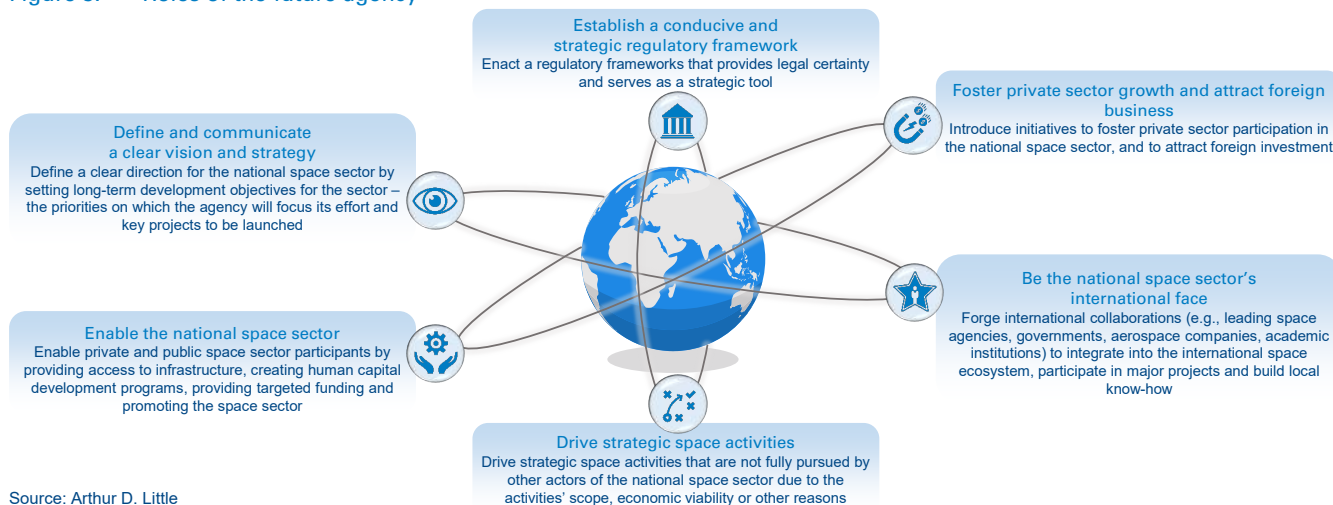 Roles of the future agency
Establish a conducive and
strategic regulatory framework
Enact a regulatory frameworks that provides legal certainty
and serves as a strategic tool
Foster private sector growth and attract foreign
business
Introduce initiatives to foster private sector participation in
the national space sector, and to attract foreign investment
Define and communicate
a clear vision and strategy
Define a clear direction for the national space sector by
setting long-term development objectives for the sector –
the priorities on which the agency will focus its effort and
key projects to be launched
Be the national space sector's
international face
Forge international collaborations (e.g., leading space
agencies, governments, aerospace companies, academic
institutions) to integrate into the international space
ecosystem, participate in major projects and build local
know-how
Enable the national space sector
Enable private and public space sector participants by
providing access to infrastructure, creating human capital
development programs, providing targeted funding and
promoting the space sector
Drive strategic space activities
Drive strategic space activities that are not fully pursued by
other actors of the national space sector due to the
activities' scope, economic viability or other reasons
Source: Arthur D. Little